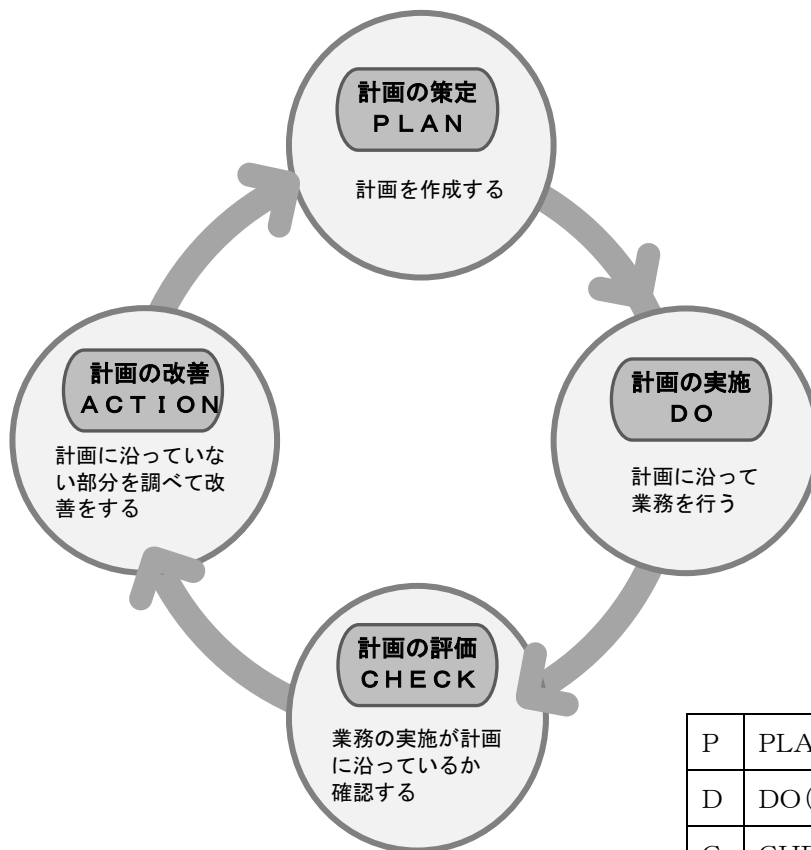 計画の策定
ＰＬＡＮ
計画を作成する
計画の実施
ＤＯ
計画に沿って
業務を行う
計画の評価
ＣＨＥＣＫ
業務の実施が計画
に沿っているか
確認する
計画の改善
ＡＣＴＩＯＮ
計画に沿っていな
い部分を調べて改
善をする
P PLA
D DO(